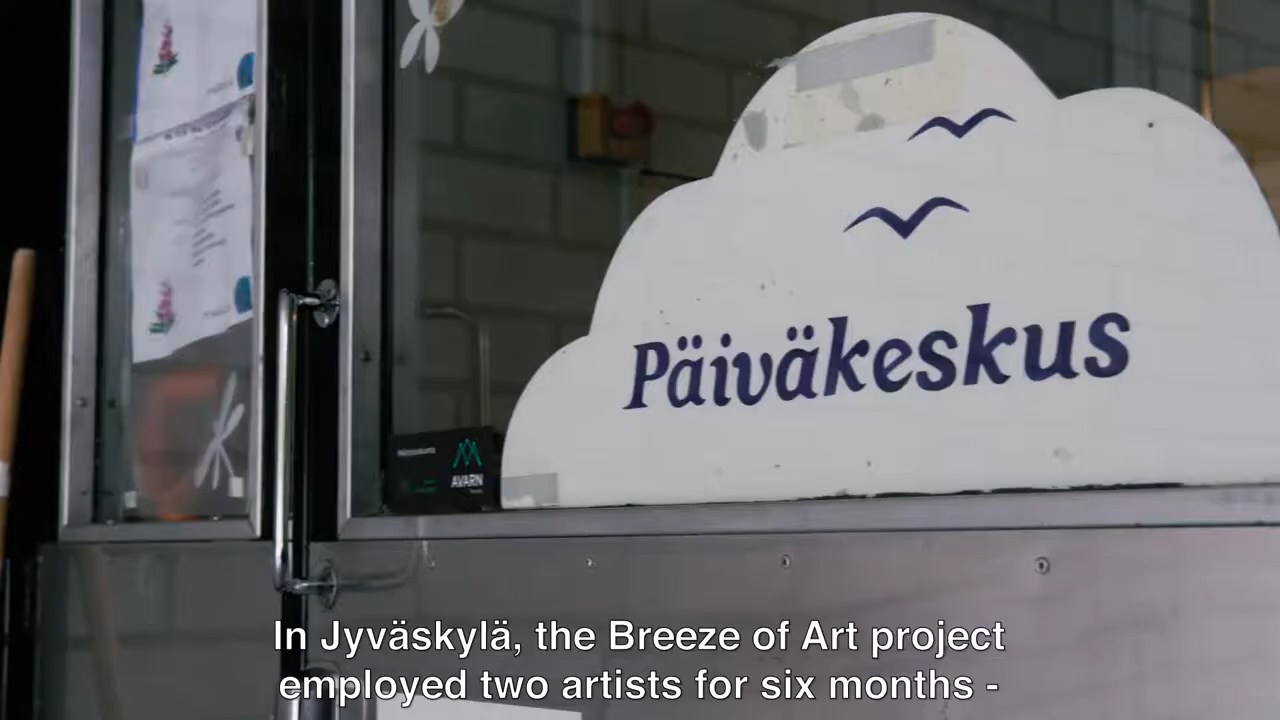 Päiväkeskus
AVARN
In Jyväskylä, the Breeze of Art project
employed two artists for six months -